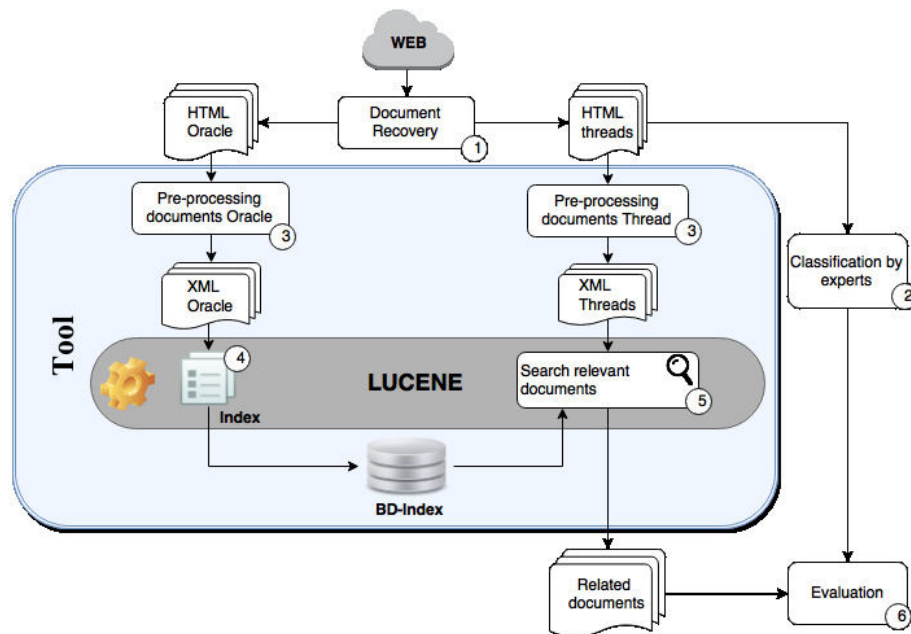 WEB
HTML
Oracle
Document
Recovery
1
HTML
threads
Pre-processing
documents Oracle
3
Pre-processing
documents Thread
3
Classification by
experts
2
XML
Oracle
XML
Threads
Tool
4
Index
LUCENE
Search relevant
documents
5
BD-Index
Related
documents
Evaluation
6